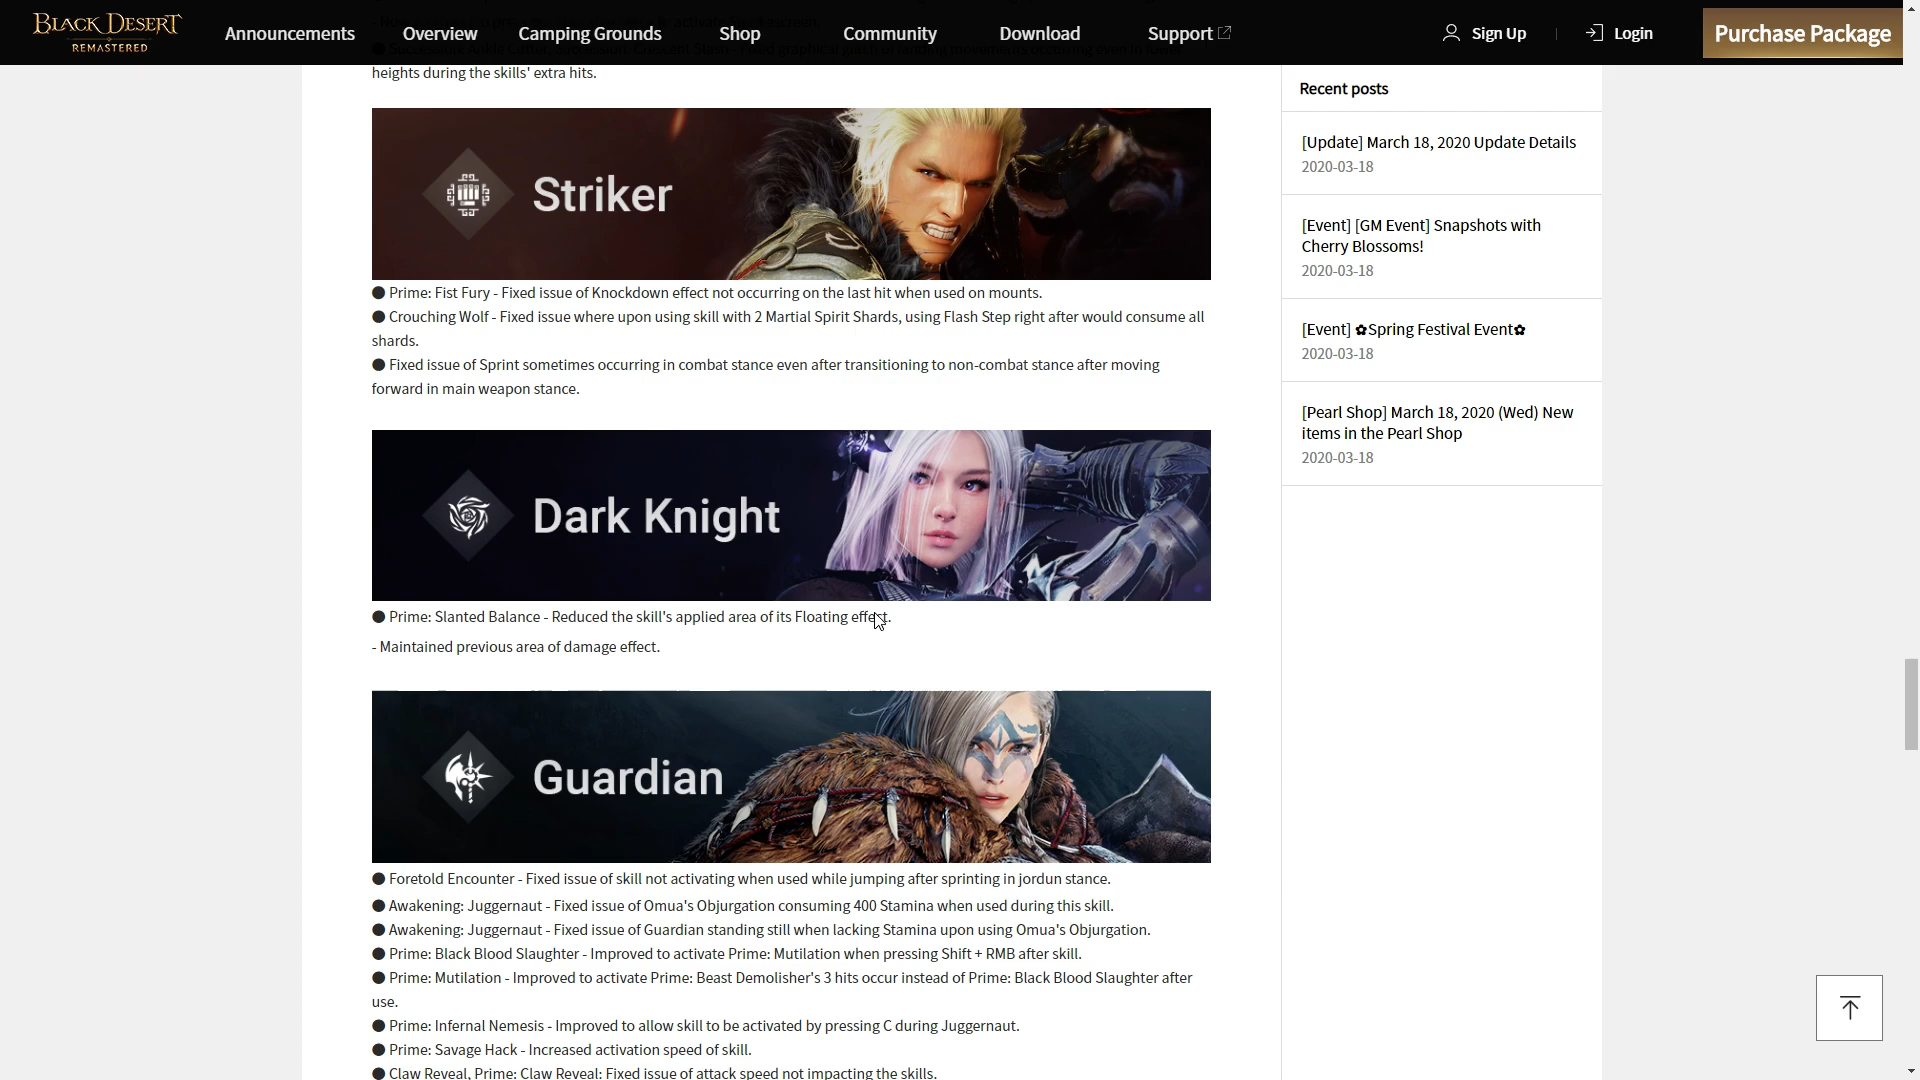 BLACK DESERT
REMASTERED
Announcements
Overview
Camping Grounds
Shop
Community
Download
Support
Sign Up
Login
Purchase Package
heights during the skills' extra hits.
Striker
● Prime: Fist Fury - Fixed issue of Knockdown effect not occurring on the last hit when used on mounts.
● Crouching Wolf - Fixed issue where upon using skill with 2 Martial Spirit Shards, using Flash Step right after would consume all
shards.
● Fixed issue of Sprint sometimes occurring in combat stance even after transitioning to non-combat stance after moving
forward in main weapon stance.
Dark Knight
● Prime: Slanted Balance - Reduced the skill's applied area of its Floating effect.
- Maintained previous area of damage effect.
Guardian
● Foretold Encounter - Fixed issue of skill not activating when used while jumping after sprinting in jordun stance.
● Awakening: Juggernaut - Fixed issue of Omua's Objurgation consuming 400 Stamina when used during this skill.
● Awakening: Juggernaut - Fixed issue of Guardian standing still when lacking Stamina upon using Omua's Objurgation.
● Prime: Black Blood Slaughter - Improved to activate Prime: Mutilation when pressing Shift + RMB after skill.
● Prime: Mutilation - Improved to activate Prime: Beast Demolisher's 3 hits occur instead of Prime: Black Blood Slaughter after
use.
● Prime: Infernal Nemesis - Improved to allow skill to be activated by pressing C during Juggernaut.
● Prime: Savage Hack - Increased activation speed of skill.
● Claw Reveal, Prime: Claw Reveal: Fixed issue of attack speed not impacting the skills.
Recent posts
[Update] March 18, 2020 Update Details
2020-03-18
[Event] [GM Event] Snapshots with
Cherry Blossoms!
2020-03-18
[Event] ✿Spring Festival Event✿
2020-03-18
[Pearl Shop] March 18, 2020 (Wed) New
items in the Pearl Shop
2020-03-18